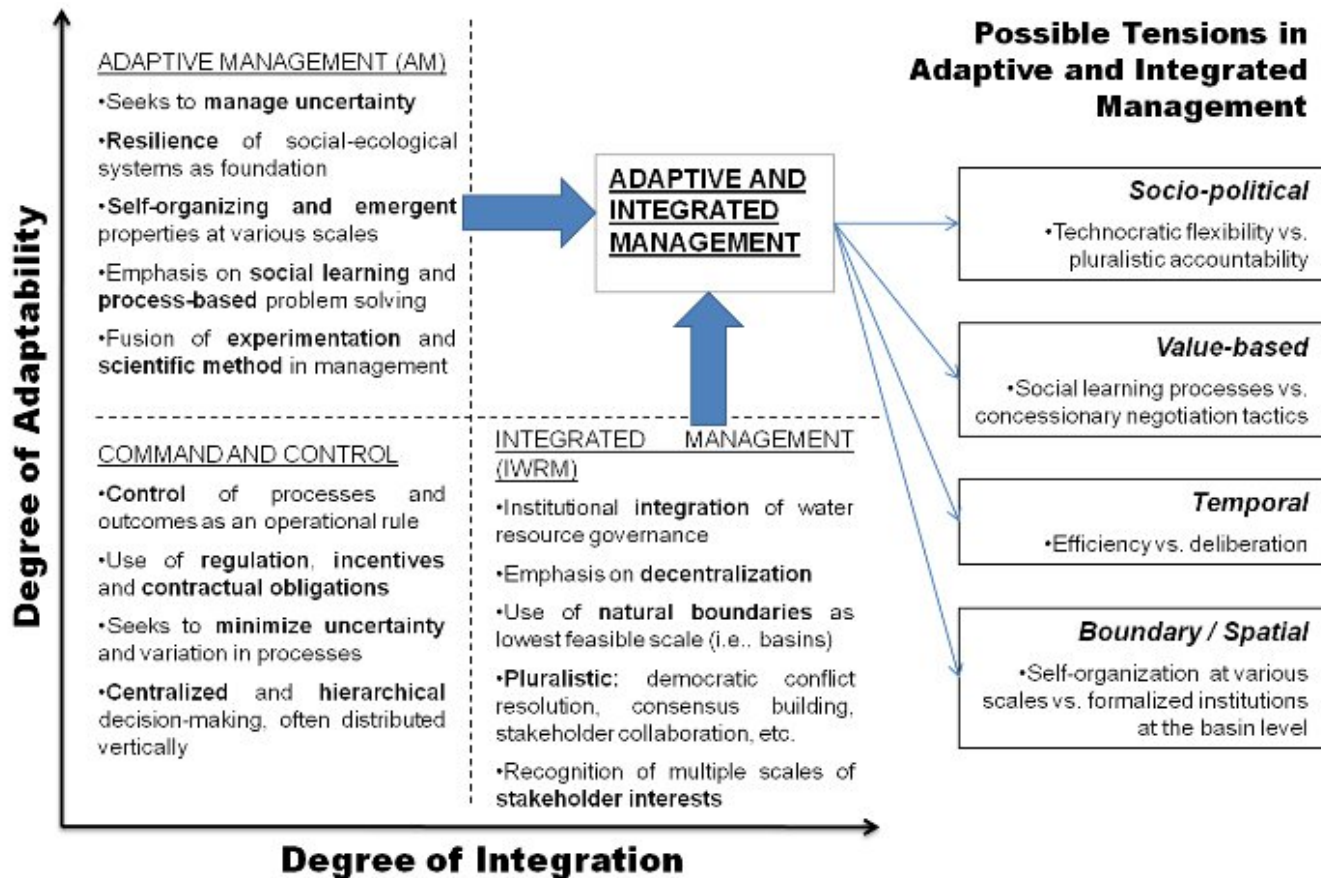 Possible Tensions in
Adaptive and Integrated
Management
Degree of Adaptability
ADAPTIVE MANAGEMENT (AM)
•Seeks to manage uncertainty
•Resilience of social-ecological
systems as foundation
•Self-organizing and emergent
properties at various scales
•Emphasis on social learning and
process-based problem solving
•Fusion of experimentation and
scientific method in management
ADAPTIVE AND
INTEGRATED
MANAGEMENT
COMMAND AND CONTROL
•Control of processes and
outcomes as an operational rule
•Use of regulation, incentives
and contractual obligations
•Seeks to minimize uncertainty
and variation in processes
•Centralized and hierarchical
decision-making, often distributed
vertically
INTEGRATED MANAGEMENT
(IWRM)
•Institutional integration of water
resource governance
•Emphasis on decentralization
•Use of natural boundaries as
lowest feasible scale (i.e.. basins)
•Pluralistic: democratic conflict
resolution, consensus building,
stakeholder collaboration, etc.
•Recognition of multiple scales of
stakeholder interests
Socio-political
•Technocratic flexibility vs.
pluralistic accountability
Value-based
•Social learning processes vs.
concessionary negotiation tactics
Temporal
•Efficiency vs. deliberation
Boundary / Spatial
•Self-organization at various
scales vs. formalized institutions
at the basin level
Degree of Integration